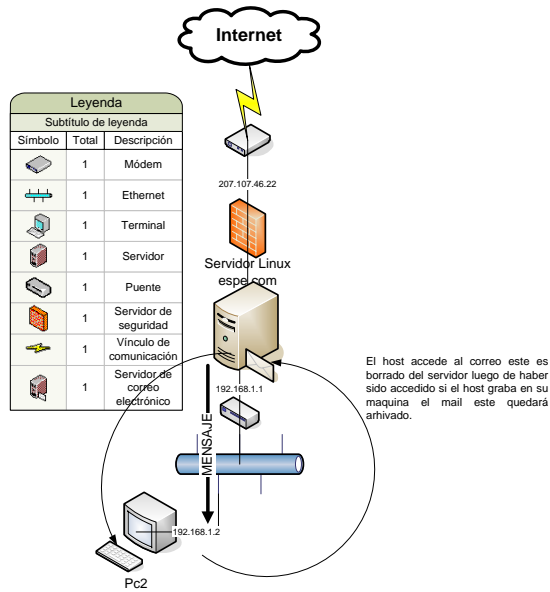 Internet
Leyenda
Subtítulo de leyenda
Símbolo Total Descripción
1 Módem
1 Ethernet
1 Terminal
1 Servidor
1 Puente
1 Servidor de
seguridad
1 Vínculo de
comunicación
1 Servidor de
correo
electrónico
207.107.46.22
Servidor Linux
espe.com
192.168.1.1
MENSAJE
192.168.1.2
Pc2
El host accede al correo este es
borrado del servidor luego de haber
sido accedido si el host graba en su
maquina el mail este quedará
arhivado.